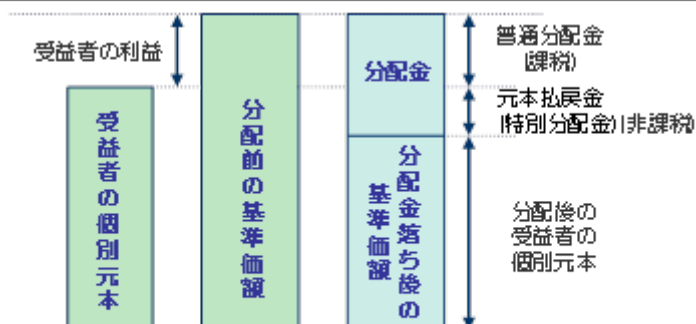 受益者の利益
受益者の個別元本
分配前の基準価額
分配金
分配金落ち後の
基準価額
普通分配金
(課税)
元本払戻金
(特別分配金)(非課税)
分配後の
受益者の
個別元本